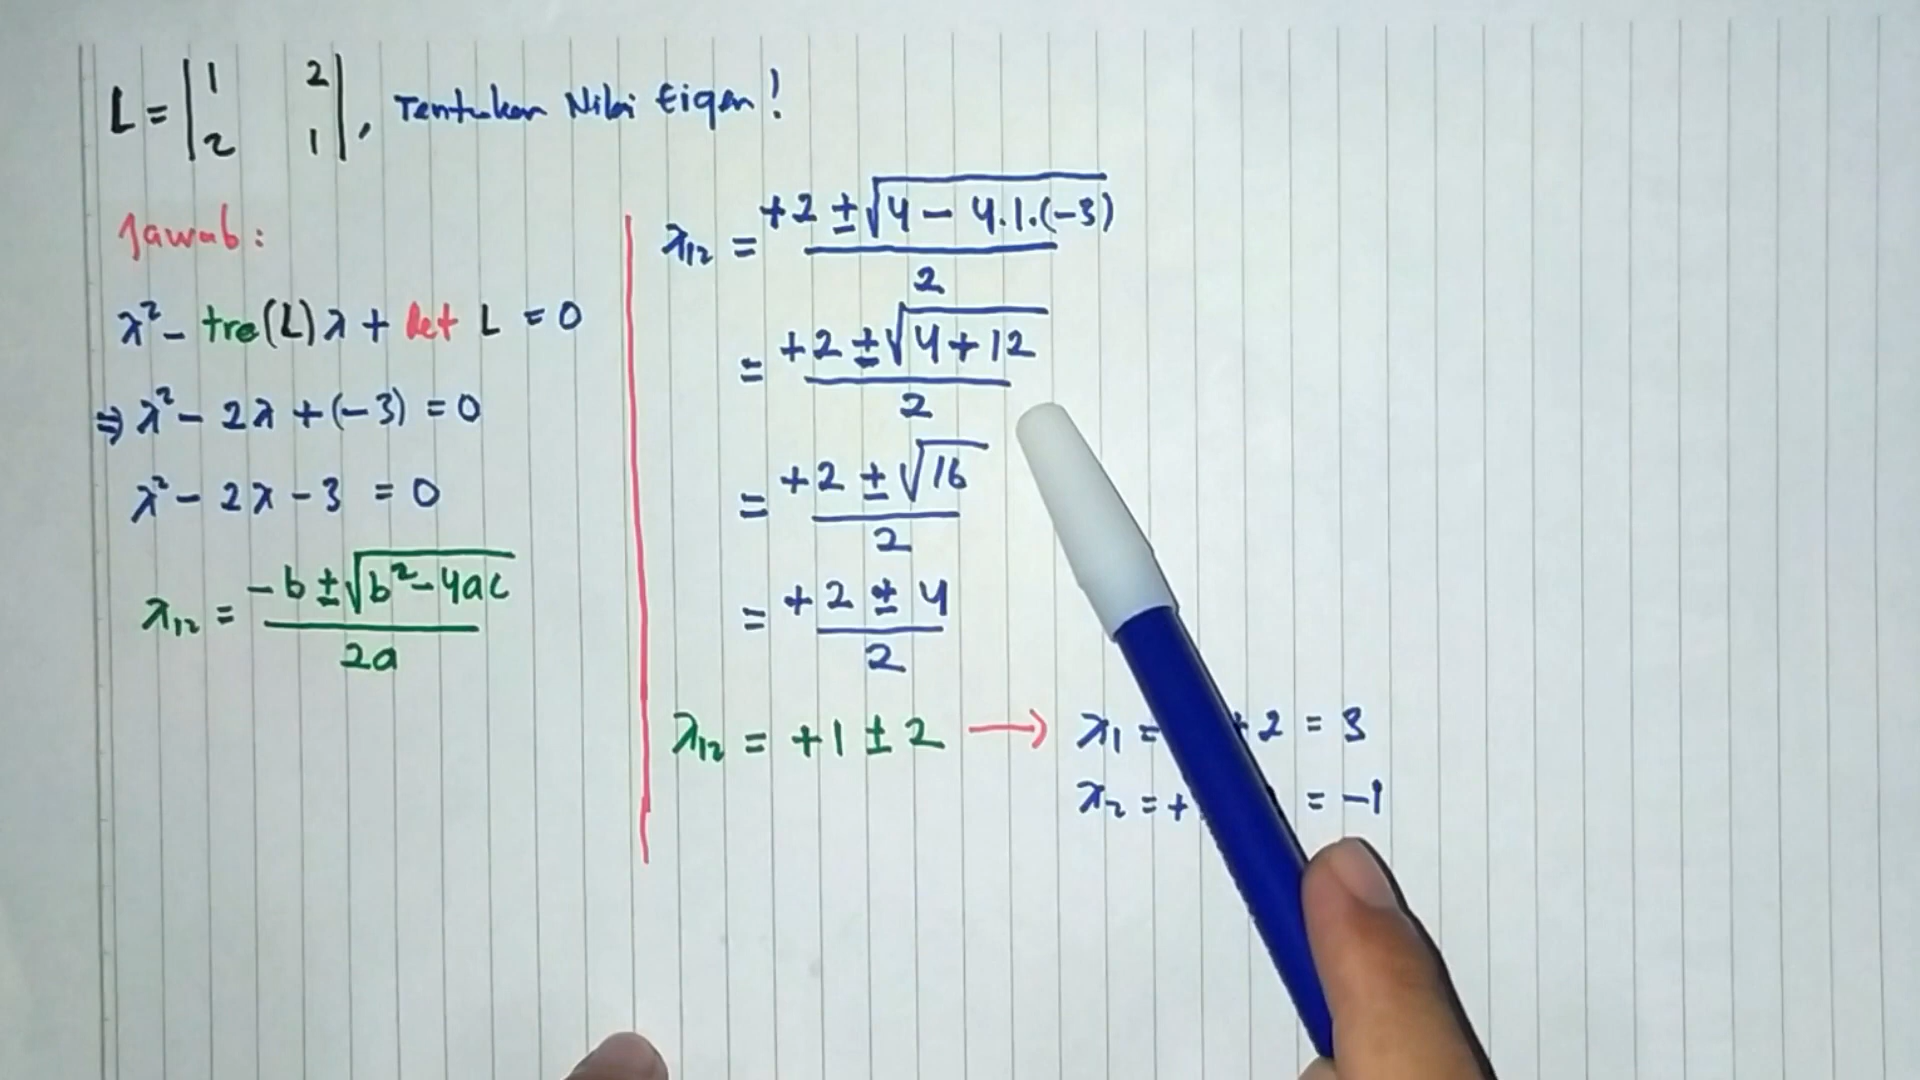 L = |1 2|
|2 1| , Tentukan Nilai Eigen!
Jawab:
λ² - tre(L)λ + det L = 0
⇒ λ² - 2λ + (-3) = 0
λ² - 2λ - 3 = 0
λ₁₂ = -b ± √b² - 4ac
2a
λ₁₂ = +2 ± √4 - 4.1.(-3)
2
= +2 ± √4 + 12
2
= +2 ± √16
2
= +2 ± 4
2
λ₁₂ = +1 ± 2 → λ₁ = + 2 = 3
λ₂ = + = -1